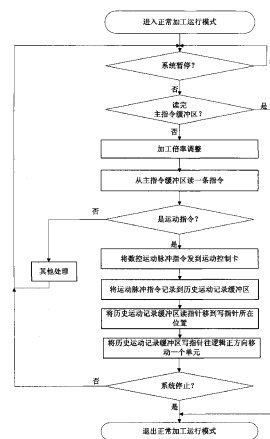 进入正常加工运行模式
系统暂停？
否
读完
主指令缓冲区？
是
否
加工倍率调整
从主指令缓冲区读一条指令
否
是运动指令？
是
将数控运动脉冲指令发到运动控制卡
其他处理
将运动脉冲指令记录到历史运动记录缓冲区
将历史运动记录缓冲区读指针移到写指针所在
位置
将历史运动记录缓冲区写指针往逻辑正方向移
动一个单元
否
系统停止？
是
退出正常加工运行模式